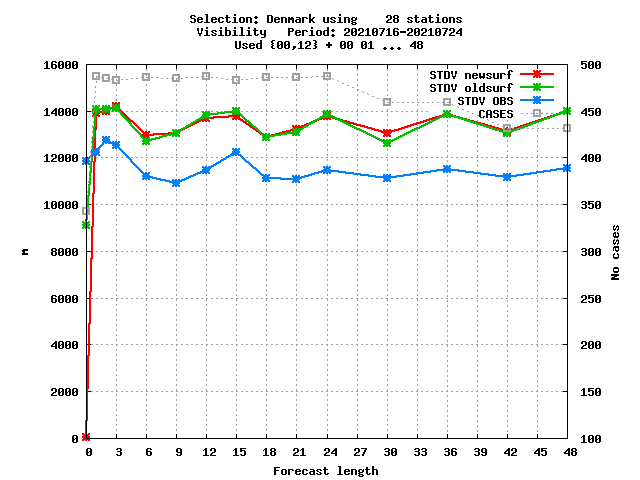 Selection: Denmark using    28 stations
Visibility   Period: 20210716-20210724
Used {00,12} + 00 01 ... 48
16000 500
STDV newsurf
STDV oldsurf
STDV OBS
CASES
14000 450
12000 400
10000 350
m No cases
8000 300
6000 250
4000 200
2000 150
0 100
0 3 6 9 12 15 18 21 24 27 30 33 36 39 42 45 48
Forecast length